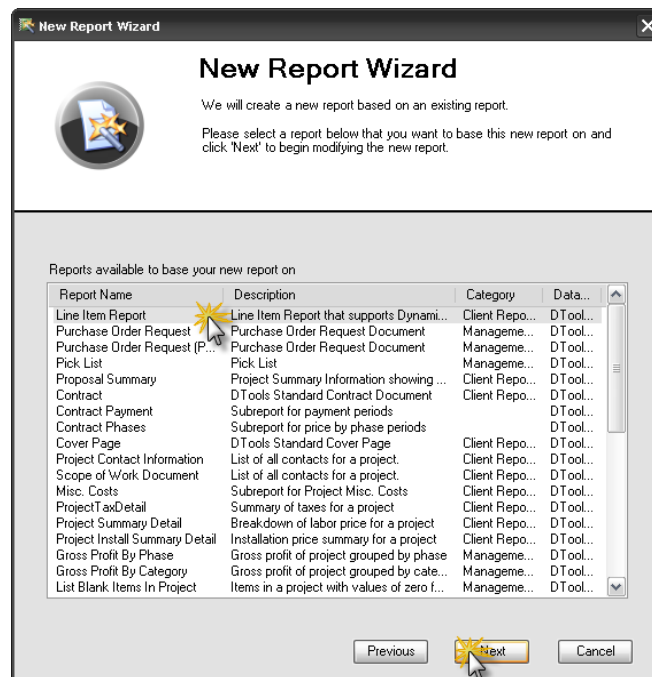 New Report Wizard
New Report Wizard
We will create a new report based on an existing report.
Please select a report below that you want to base this new report on and
click 'Next' to begin modifying the new report.
Reports available to base your new report on
Report Name Description Category Data...
Line Item Report Line Item Report that supports Dynami... Client Repo... DTool...
Purchase Order Request Purchase Order Request Document Manageme... DTool...
Purchase Order Request (P... Purchase Order Request Document Manageme... DTool...
Pick List Pick List Manageme... DTool...
Proposal Summary Project Summary Information showing ... Client Repo... DTool...
Contract DTools Standard Contract Document Client Repo... DTool...
Contract Payment Subreport for payment periods DTool...
Contract Phases Subreport for price by phase periods DTool...
Cover Page DTools Standard Cover Page Client Repo... DTool...
Project Contact Information List of all contacts for a project. Client Repo... DTool...
Scope of Work Document List of all contacts for a project. Client Repo... DTool...
Misc. Costs Subreport for Project Misc. Costs Client Repo... DTool...
ProjectTaxDetail Summary of taxes for a project Client Repo... DTool...
Project Summary Detail Breakdown of labor price for a project Client Repo... DTool...
Project Install Summary Detail Installation price summary for a project Client Repo... DTool...
Gross Profit By Phase Gross profit of project grouped by phase Manageme... DTool...
Gross Profit By Category Gross profit of project grouped by cate... Manageme... DTool...
List Blank Items In Project Items in a project with values of zero f... Manageme... DTool...
Previous Next Cancel